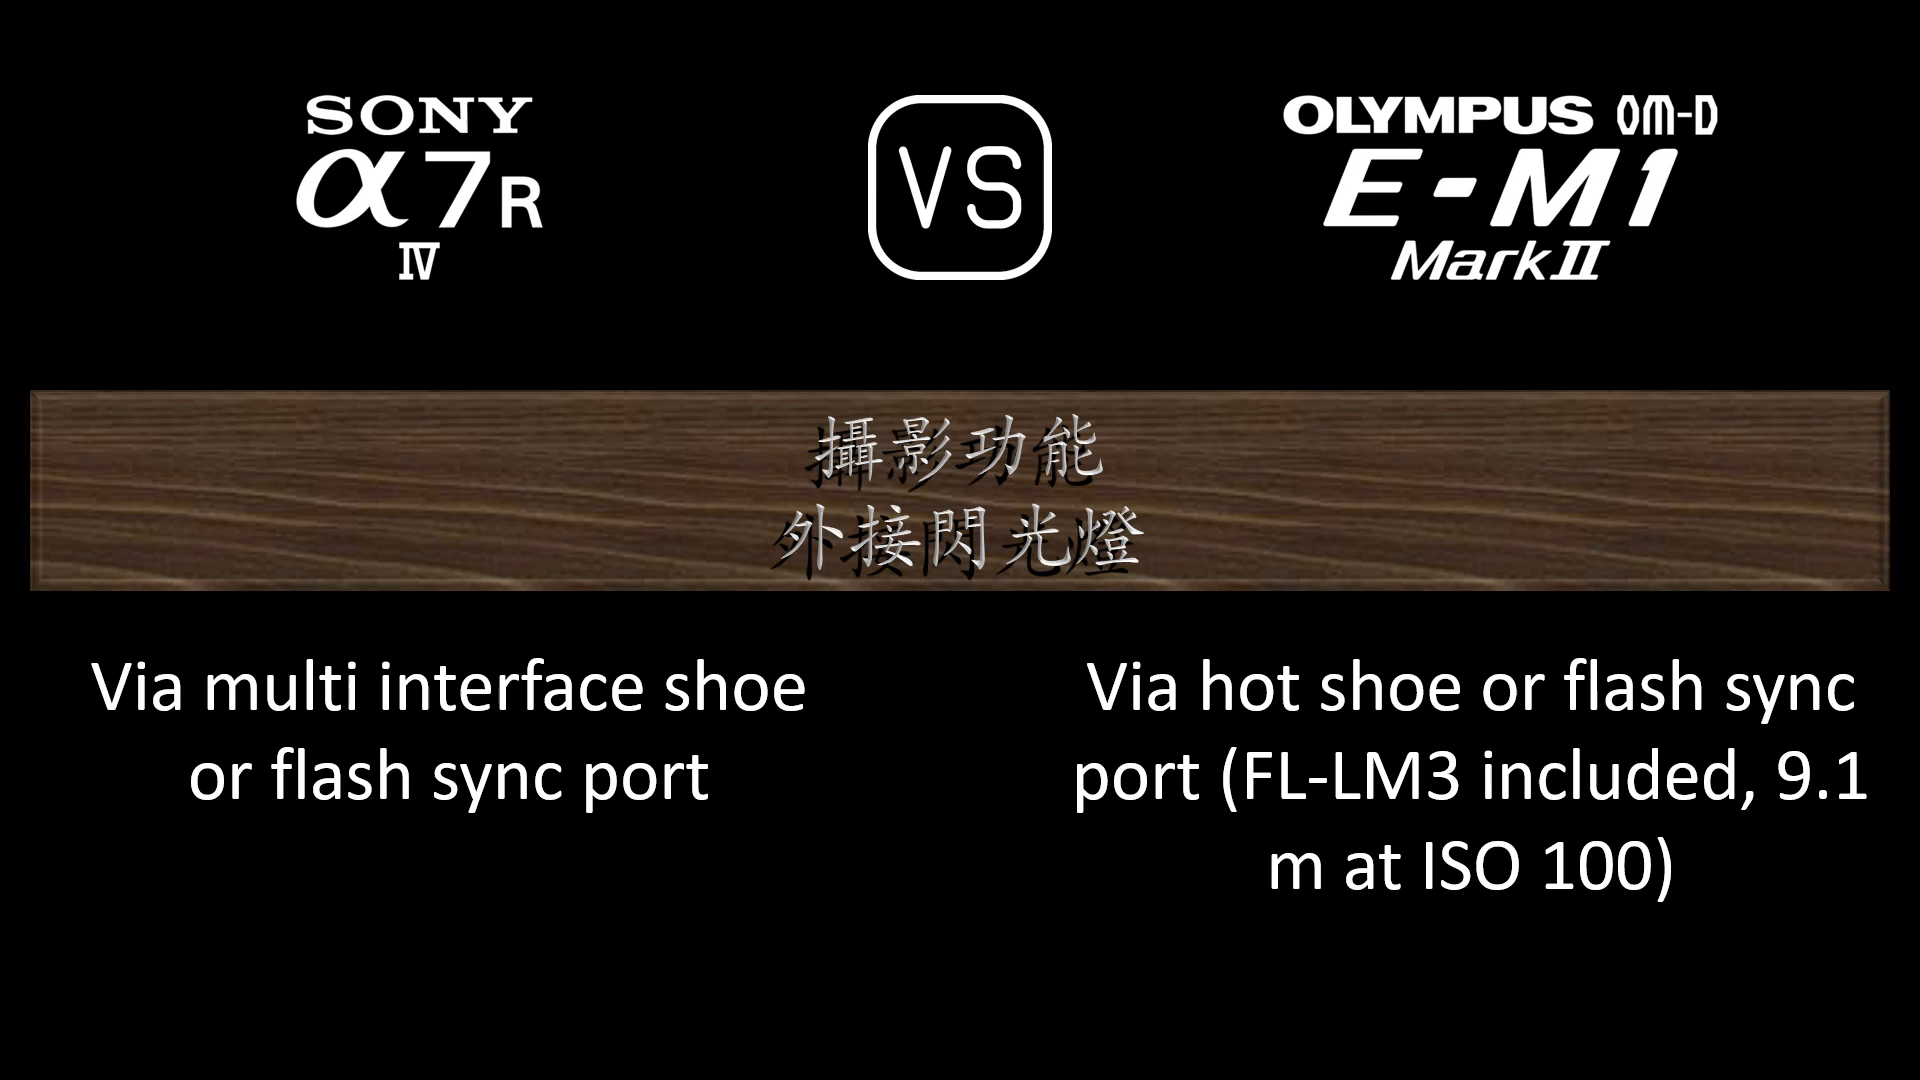 SONY
α7R
IV
VS
OLYMPUS OM-D
E-M1
Mark II
攝影功能
外接閃光燈
Via multi interface shoe
or flash sync port
Via hot shoe or flash sync
port (FL-LM3 included, 9.1
m at ISO 100)